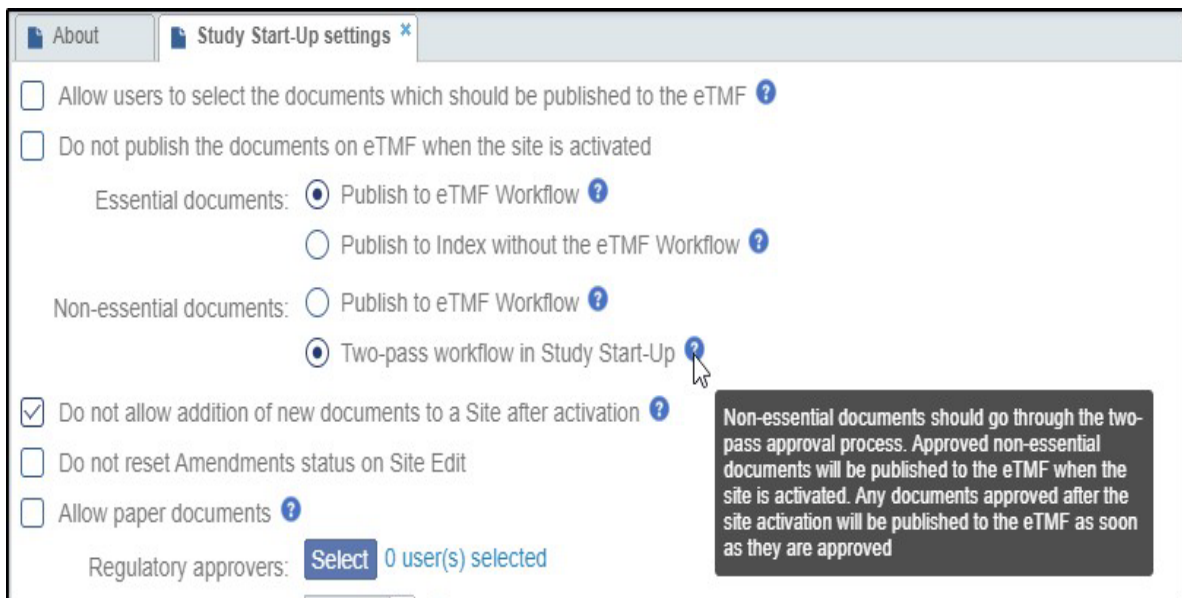 About
Study Start-Up settings
Allow users to select the documents which should be published to the eTMF
Do not publish the documents on eTMF when the site is activated
Essential documents: Publish to eTMF Workflow
Publish to Index without the eTMF Workflow
Non-essential documents: Publish to eTMF Workflow
Two-pass workflow in Study Start-Up
Do not allow addition of new documents to a Site after activation
Do not reset Amendments status on Site Edit
Allow paper documents
Regulatory approvers: Select 0 user(s) selected
Non-essential documents should go through the two-
pass approval process. Approved non-essential
documents will be published to the eTMF when the
site is activated. Any documents approved after the
site activation will be published to the eTMF as soon
as they are approved